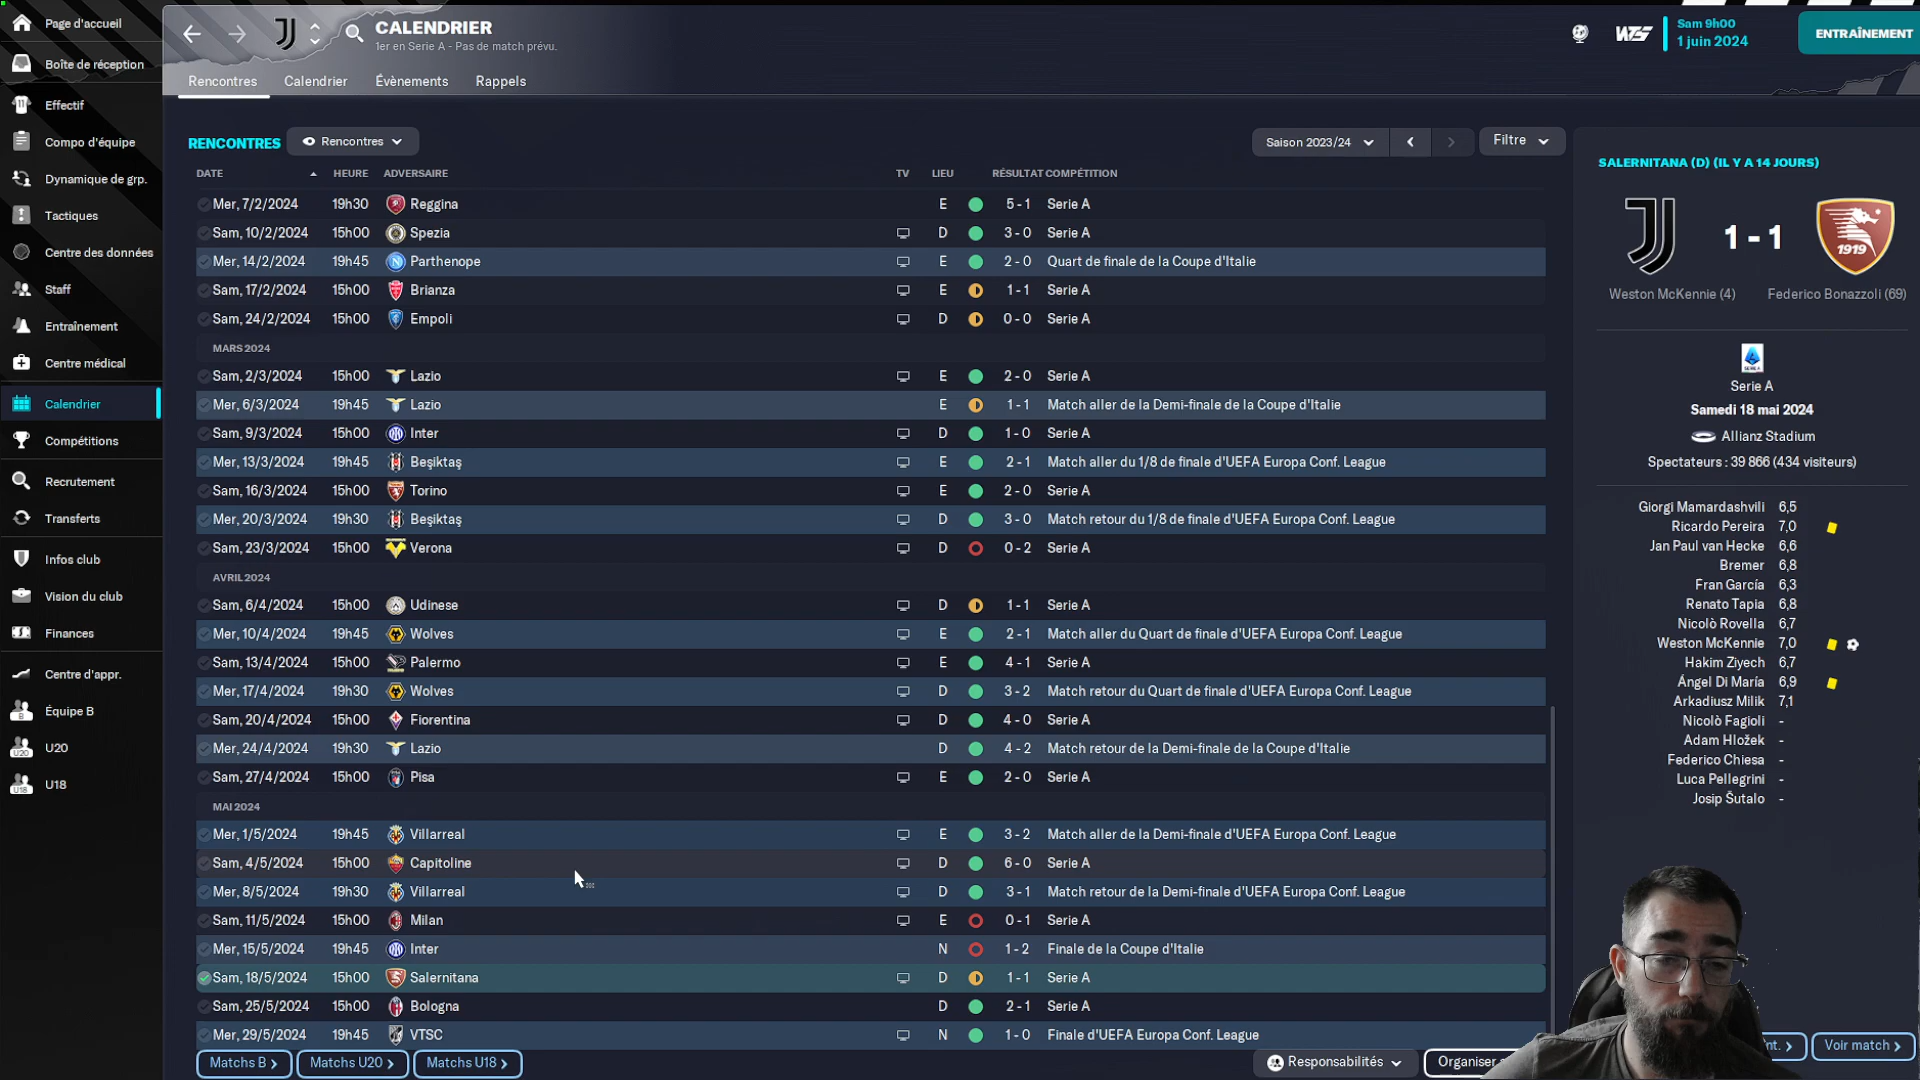 Page d'accueil
Boîte de réception
Effectif
Compo d'équipe
Dynamique de grp.
Tactiques
Centre des données
Staff
Entraînement
Centre médical
Calendrier
Compétitions
Recrutement
Transferts
Infos club
Vision du club
Finances
Centre d'appr.
Équipe B
U20
U18
CALENDRIER
1er en Serie A - Pas de match prévu.
Sam 9h00
1 juin 2024
ENTRAÎNEMENT
Rencontres Calendrier Évènements Rappels
RENCONTRES Rencontres Saison 2023/24 Filtre
DATE HEURE ADVERSAIRE TV LIEU RÉSULTAT COMPÉTITION
Mer, 7/2/2024 19h30 Reggina E 5 - 1 Serie A
Sam, 10/2/2024 15h00 Spezia D 3 - 0 Serie A
Mer, 14/2/2024 19h45 Parthenope E 2 - 0 Quart de finale de la Coupe d'Italie
Sam, 17/2/2024 15h00 Brianza E 1 - 1 Serie A
Sam, 24/2/2024 15h00 Empoli D 0 - 0 Serie A
MARS 2024
Sam, 2/3/2024 15h00 Lazio E 2 - 0 Serie A
Mer, 6/3/2024 19h45 Lazio E 1 - 1 Match aller de la Demi-finale de la Coupe d'Italie
Sam, 9/3/2024 15h00 Inter D 1 - 0 Serie A
Mer, 13/3/2024 19h45 Beşiktaş E 2 - 1 Match aller du 1/8 de finale d'UEFA Europa Conf. League
Sam, 16/3/2024 15h00 Torino E 2 - 0 Serie A
Mer, 20/3/2024 19h30 Beşiktaş D 3 - 0 Match retour du 1/8 de finale d'UEFA Europa Conf. League
Sam, 23/3/2024 15h00 Verona D 0 - 2 Serie A
AVRIL 2024
Sam, 6/4/2024 15h00 Udinese D 1 - 1 Serie A
Mer, 10/4/2024 19h45 Wolves E 2 - 1 Match aller du Quart de finale d'UEFA Europa Conf. League
Sam, 13/4/2024 15h00 Palermo E 4 - 1 Serie A
Mer, 17/4/2024 19h30 Wolves D 3 - 2 Match retour du Quart de finale d'UEFA Europa Conf. League
Sam, 20/4/2024 15h00 Fiorentina D 4 - 0 Serie A
Mer, 24/4/2024 19h30 Lazio D 4 - 2 Match retour de la Demi-finale de la Coupe d'Italie
Sam, 27/4/2024 15h00 Pisa E 2 - 0 Serie A
MAI 2024
Mer, 1/5/2024 19h45 Villarreal E 3 - 2 Match aller de la Demi-finale d'UEFA Europa Conf. League
Sam, 4/5/2024 15h00 Capitoline D 6 - 0 Serie A
Mer, 8/5/2024 19h30 Villarreal D 3 - 1 Match retour de la Demi-finale d'UEFA Europa Conf. League
Sam, 11/5/2024 15h00 Milan E 0 - 1 Serie A
Mer, 15/5/2024 19h45 Inter N 1 - 2 Finale de la Coupe d'Italie
Sam, 18/5/2024 15h00 Salernitana D 1 - 1 Serie A
Sam, 25/5/2024 15h00 Bologna D 2 - 1 Serie A
Mer, 29/5/2024 19h45 VTSC N 1 - 0 Finale d'UEFA Europa Conf. League
Matchs B Matchs U20 Matchs U18 Responsabilités Organiser
SALERNITANA (D) (IL Y A 14 JOURS)
1 - 1
1919
Weston McKennie (4) Federico Bonazzoli (69)
Serie A
Samedi 18 mai 2024
Allianz Stadium
Spectateurs : 39 866 (434 visiteurs)
Giorgi Mamardashvili 6,5
Ricardo Pereira 7,0
Jan Paul van Hecke 6,6
Bremer 6,8
Fran García 6,3
Renato Tapia 6,8
Nicolò Rovella 6,7
Weston McKennie 7,0
Hakim Ziyech 6,7
Ángel Di María 6,9
Arkadiusz Milik 7,1
Nicolò Fagioli -
Adam Hložek -
Federico Chiesa -
Luca Pellegrini -
Josip Šutalo -
Voir match